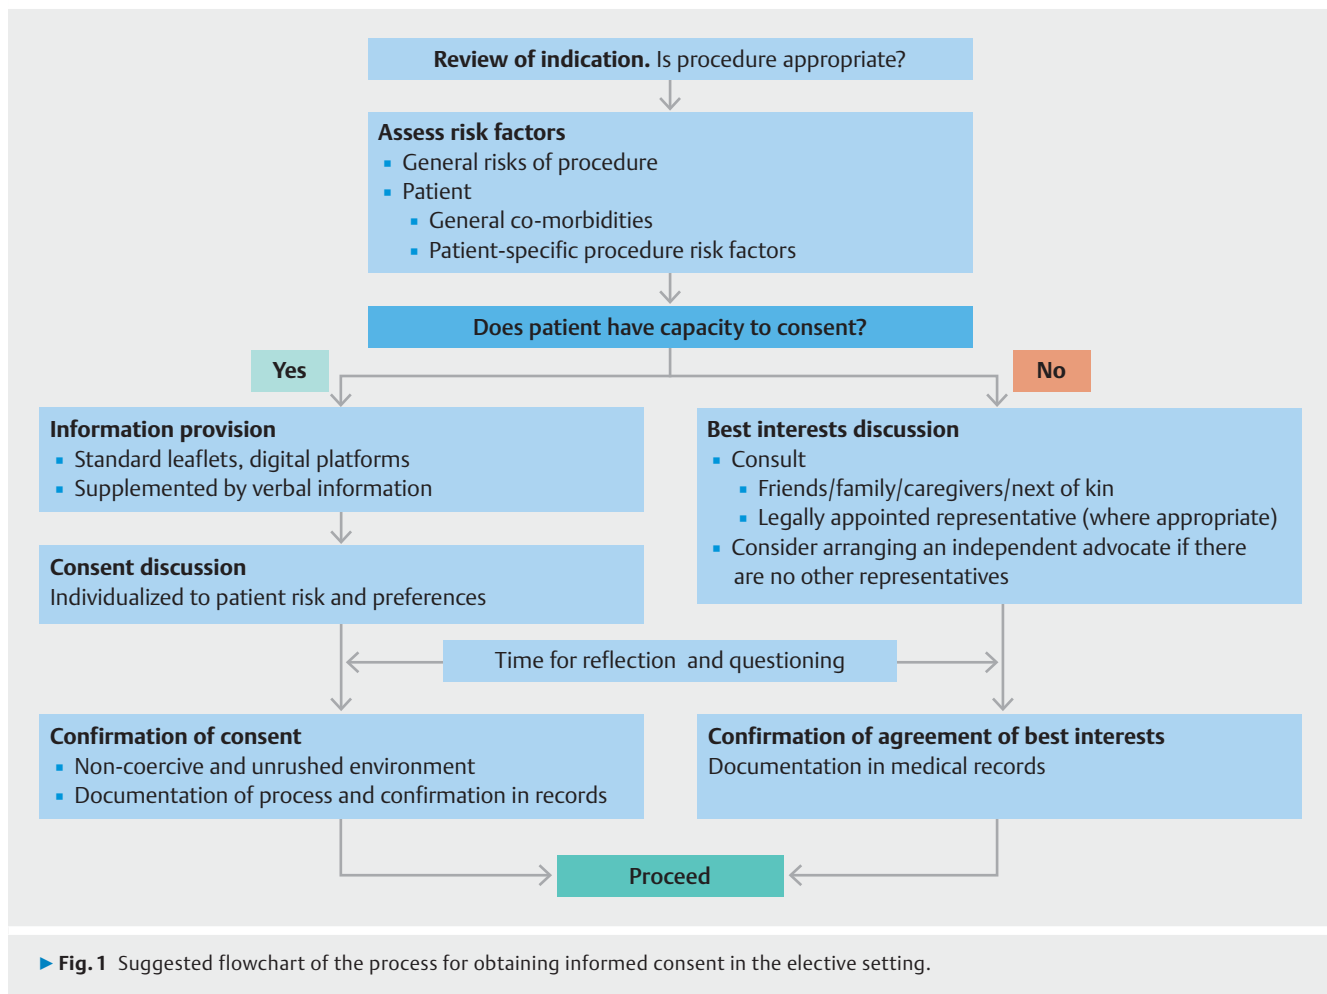 Review of indication. Is procedure appropriate?
Assess risk factors
▪ General risks of procedure
▪ Patient
▪ General co-morbidities
▪ Patient-specific procedure risk factors
Does patient have capacity to consent?
Yes
No
Information provision
▪ Standard leaflets, digital platforms
▪ Supplemented by verbal information
Consent discussion
Individualized to patient risk and preferences
Best interests discussion
▪ Consult
▪ Friends/family/caregivers/next of kin
▪ Legally appointed representative (where appropriate)
▪ Consider arranging an independent advocate if there
are no other representatives
Time for reflection and questioning
Confirmation of consent
▪ Non-coercive and unrushed environment
▪ Documentation of process and confirmation in records
Confirmation of agreement of best interests
Documentation in medical records
Proceed
▶ Fig. 1 Suggested flowchart of the process for obtaining informed consent in the elective setting.